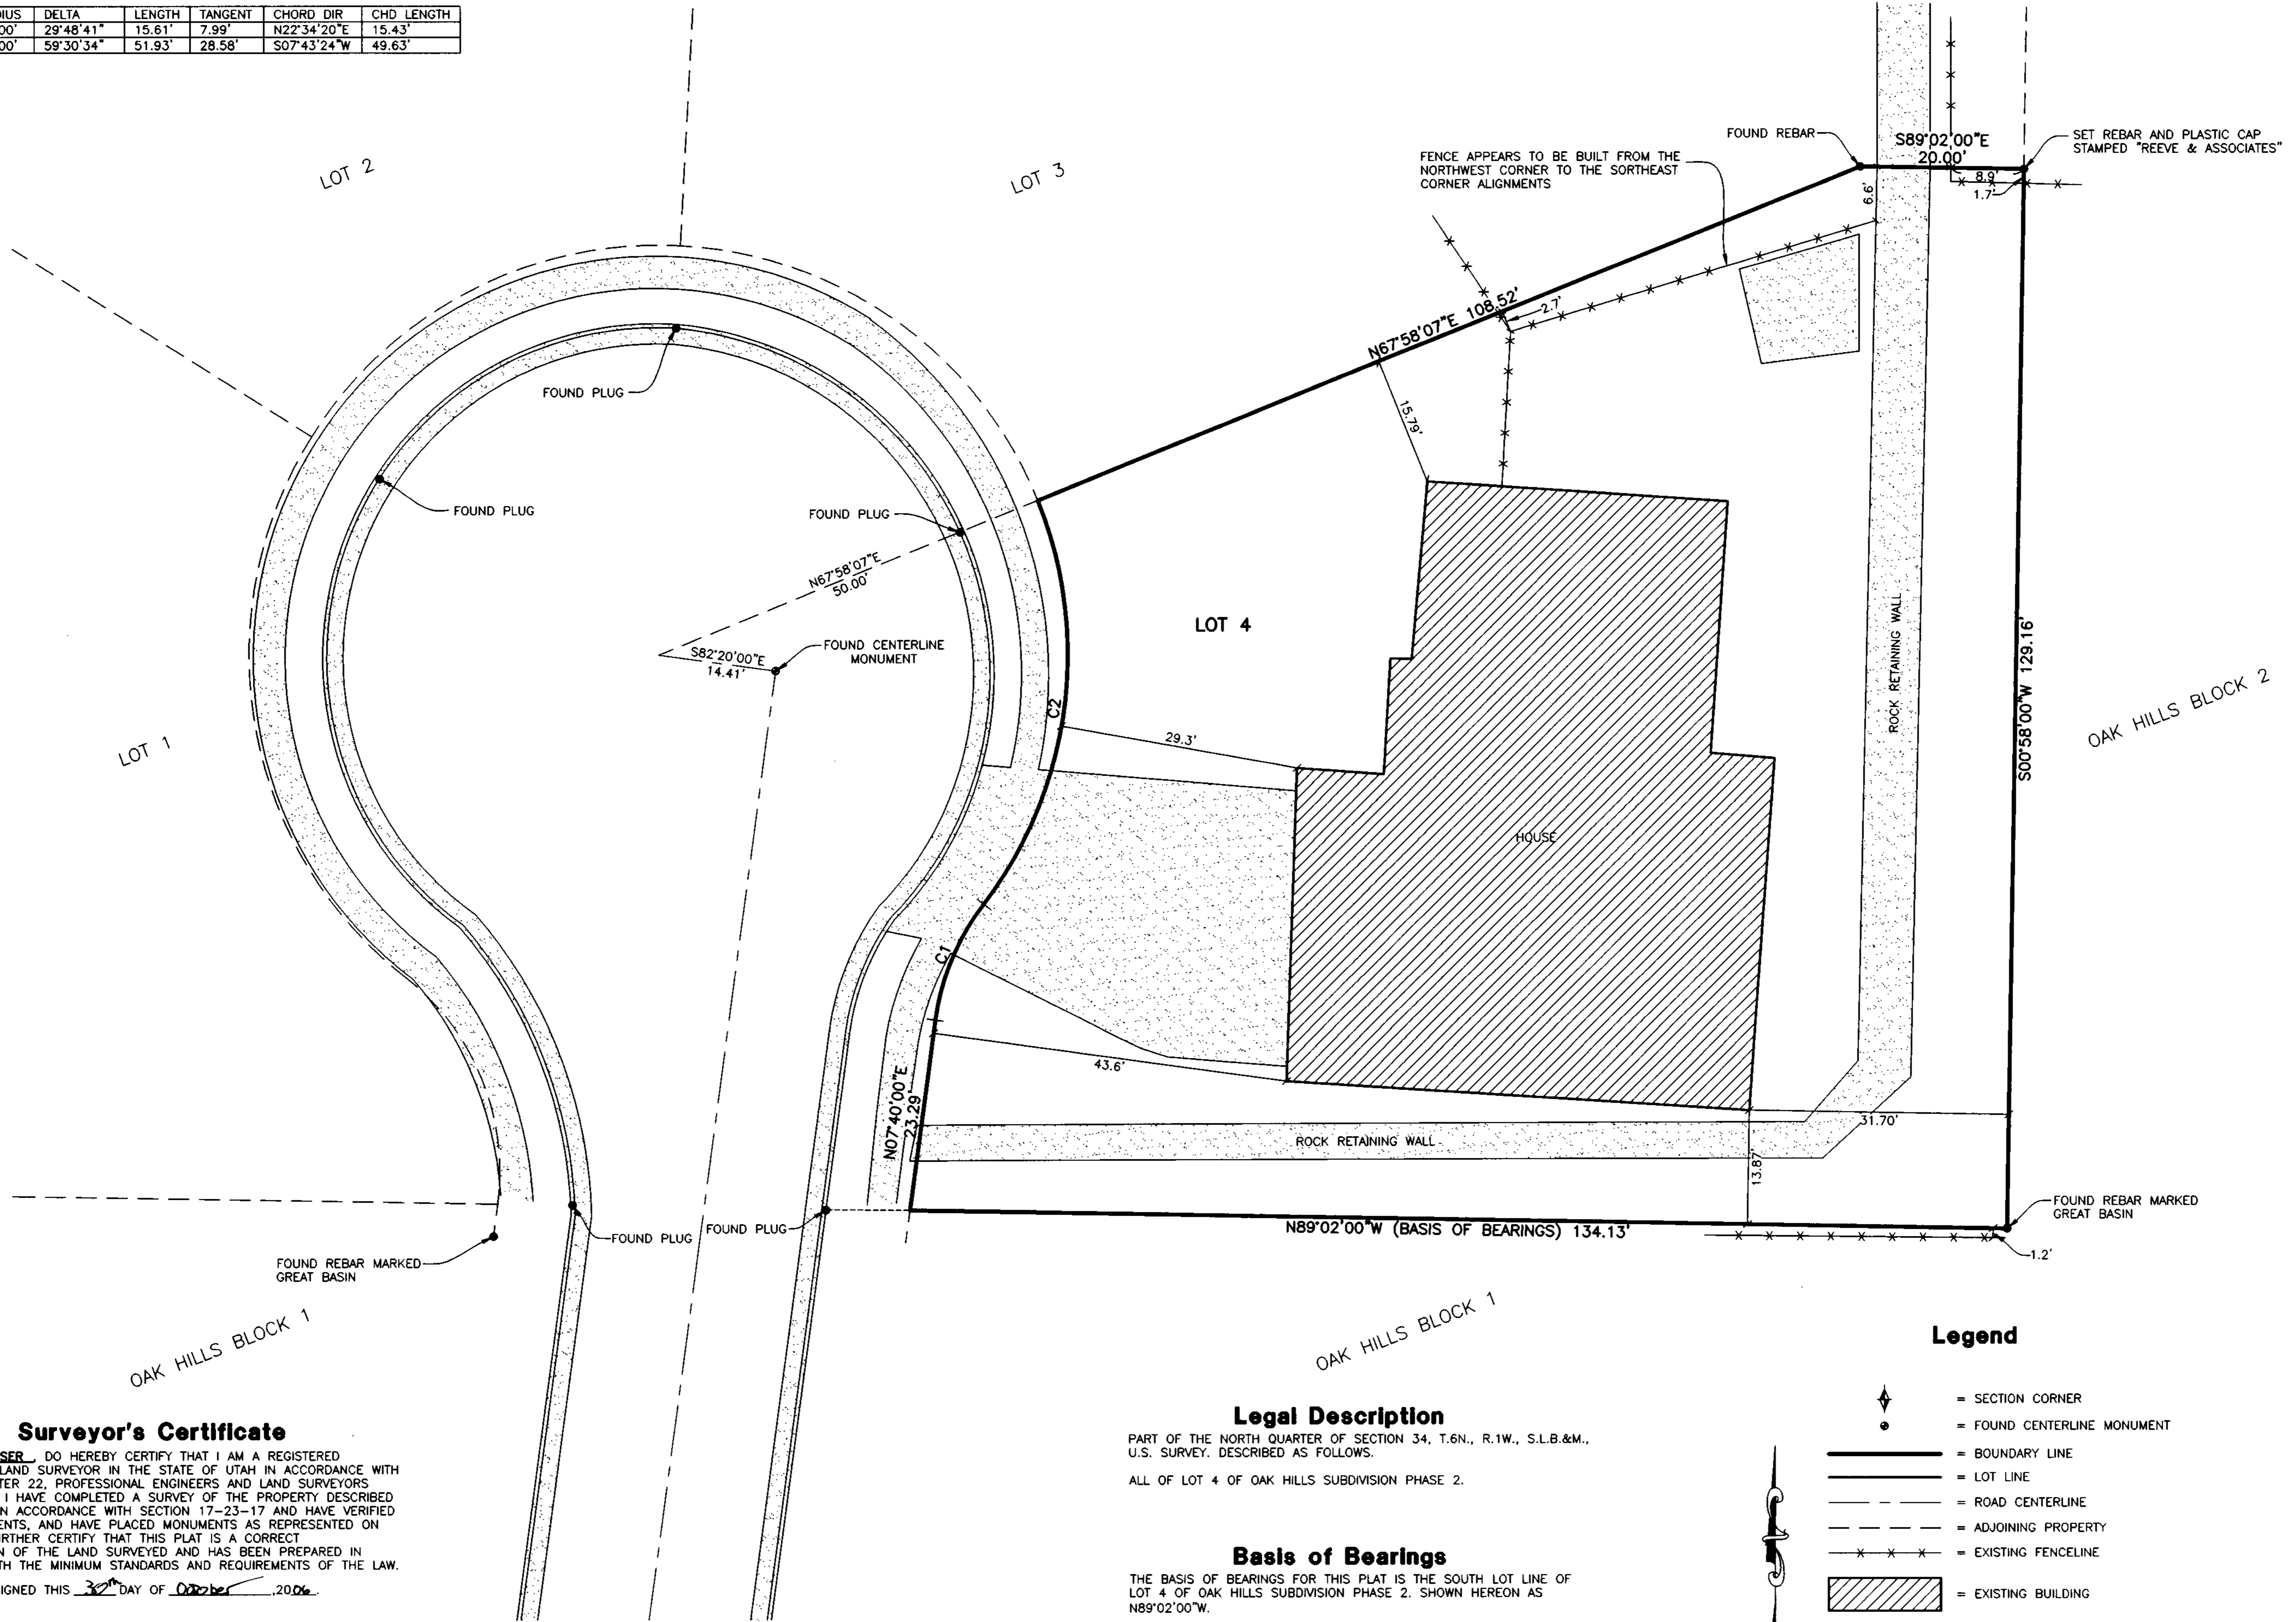 DELTA LENGTH TANGENT CHORD DIR CHD LENGTH
29°48'41" 15.61' 7.99' N22°34'20"E 15.43'
59°30'34" 51.93' 28.58' S07°43'24"W 49.63'
LOT 2
LOT 3
FOUND REBAR
S89°02'00"E
20.00'
SET REBAR AND PLASTIC CAP
STAMPED "REEVE & ASSOCIATES"
FENCE APPEARS TO BE BUILT FROM THE
NORTHWEST CORNER TO THE SORTHEAST
CORNER ALIGNMENTS
8.9'
1.7'
6.6'
N67°58'07"E 108.52'
2.7'
15.79'
FOUND PLUG
FOUND PLUG
FOUND PLUG
N67°58'07"E
50.00'
S82°20'00"E
14.41'
FOUND CENTERLINE
MONUMENT
LOT 4
C2
29.3'
LOT 1
HOUSE
ROCK RETAINING WALL
S00°58'00"W 129.16'
OAK HILLS BLOCK 2
C1
43.6'
N07°40'00"E
23.29'
ROCK RETAINING WALL
31.70'
13.87'
N89°02'00"W (BASIS OF BEARINGS) 134.13'
FOUND REBAR MARKED
GREAT BASIN
1.2'
FOUND PLUG
FOUND PLUG
FOUND REBAR MARKED
GREAT BASIN
OAK HILLS BLOCK 1
OAK HILLS BLOCK 1
Surveyor's Certificate
DO HEREBY CERTIFY THAT I AM A REGISTERED
LAND SURVEYOR IN THE STATE OF UTAH IN ACCORDANCE WITH
22, PROFESSIONAL ENGINEERS AND LAND SURVEYORS
I HAVE COMPLETED A SURVEY OF THE PROPERTY DESCRIBED
ACCORDANCE WITH SECTION 17-23-17 AND HAVE VERIFIED
AND HAVE PLACED MONUMENTS AS REPRESENTED ON
CERTIFY THAT THIS PLAT IS A CORRECT
OF THE LAND SURVEYED AND HAS BEEN PREPARED IN
THE MINIMUM STANDARDS AND REQUIREMENTS OF THE LAW.
THIS 30th DAY OF October, 2006.
Legal Description
PART OF THE NORTH QUARTER OF SECTION 34, T.6N., R.1W., S.L.B.&M.,
U.S. SURVEY. DESCRIBED AS FOLLOWS.
ALL OF LOT 4 OF OAK HILLS SUBDIVISION PHASE 2.
Basis of Bearings
THE BASIS OF BEARINGS FOR THIS PLAT IS THE SOUTH LOT LINE OF
LOT 4 OF OAK HILLS SUBDIVISION PHASE 2. SHOWN HEREON AS
N89°02'00"W.
Legend
= SECTION CORNER
= FOUND CENTERLINE MONUMENT
= BOUNDARY LINE
= LOT LINE
= ROAD CENTERLINE
= ADJOINING PROPERTY
= EXISTING FENCELINE
= EXISTING BUILDING